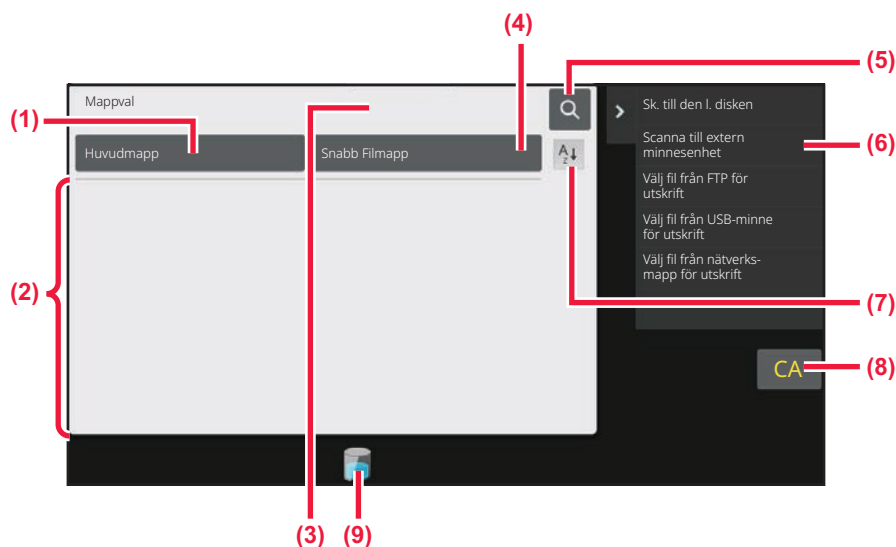 (4)
(5)
Mappval
Sk. till den l. disken
(1)
Scanna till extern
minnesenhet
(6)
Huvudmapp
Snabb Filmapp
A
z
Välj fil från FTP för
utskrift
Välj fil från USB-minne
för utskrift
Välj fil från nätverks-
mapp för utskrift
(2)
(7)
CA
(8)
(3)
(9)